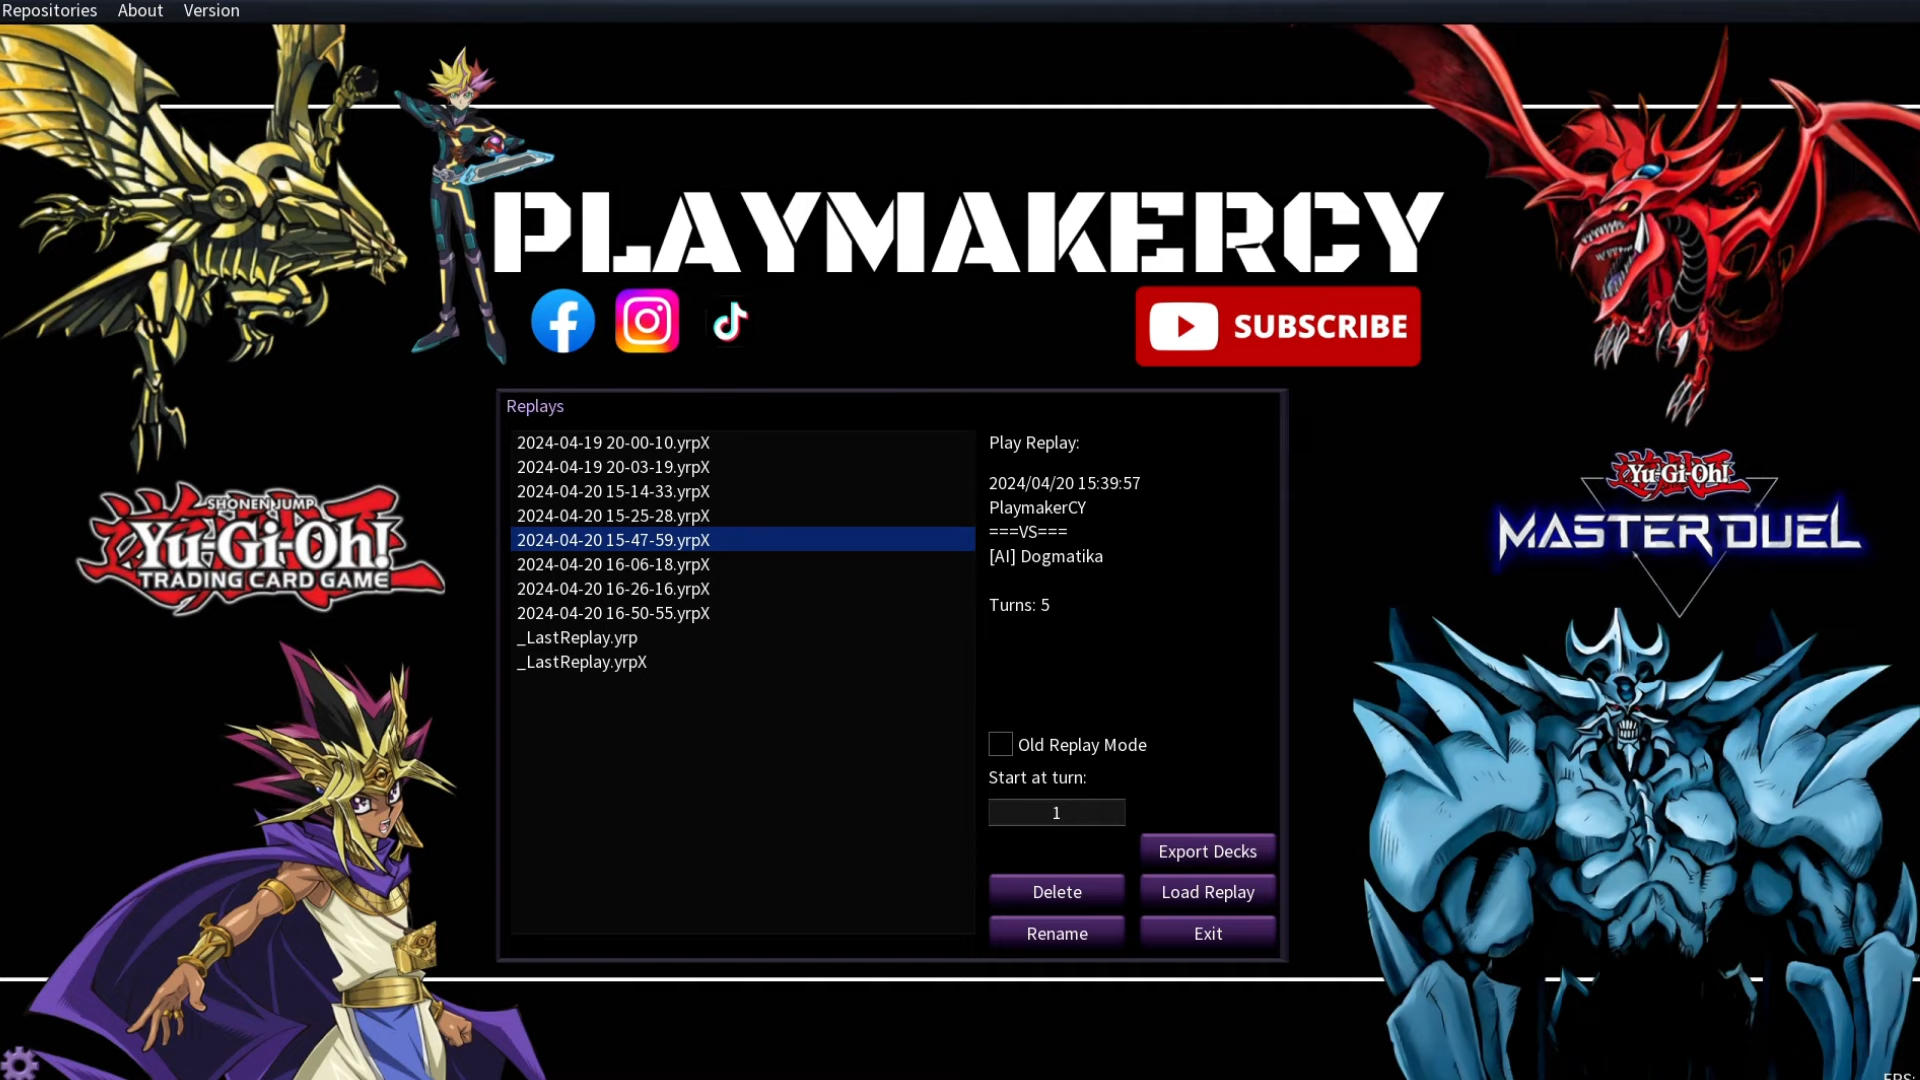 Repositories About Version
PLAYMAKERCY
SUBSCRIBE
Replays
2024-04-19 20-00-10.yrpX
2024-04-19 20-03-19.yrpX
2024-04-20 15-14-33.yrpX
2024-04-20 15-25-28.yrpX
2024-04-20 15-47-59.yrpX
2024-04-20 16-06-18.yrpX
2024-04-20 16-26-16.yrpX
2024-04-20 16-50-55.yrpX
_LastReplay.yrp
_LastReplay.yrpX
Play Replay:
2024/04/20 15:39:57
PlaymakerCY
===VS===
[AI] Dogmatika
Turns: 5
Old Replay Mode
Start at turn:
1
Export Decks
Delete Load Replay
Rename Exit
SHONEN JUMP
Yu-Gi-Oh!
TRADING CARD GAME
Yu-Gi-Oh!
MASTER DUEL
FPS: